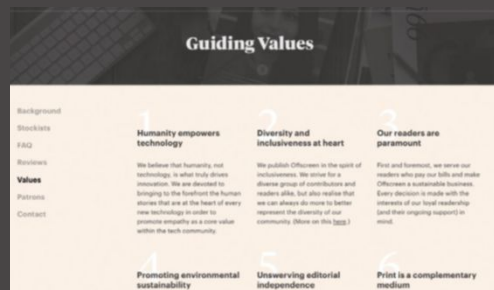 Guiding Values
Background
Stockists
FAQ
Reviews
Values
Patrons
Contact
1
Humanity empowers
technology
We believe that humanity, not
technology, is what truly drives
innovation. We are devoted to
bringing to the forefront the human
stories that are at the heart of every
new technology in order to
promote empathy as a core value
within the tech community.
2
Diversity and
inclusiveness at heart
We publish Offscreen in the spirit of
inclusiveness. We strive for a
diverse group of contributors and
readers alike, but also realise that
we can always do more to better
represent the diversity of our
community. (More on this here.)
3
Our readers are
paramount
First and foremost, we serve our
readers who pay our bills and make
Offscreen a sustainable business.
Every decision is made with the
interests of our loyal readership
(and their ongoing support) in
mind.
4
Promoting environmental
sustainability
5
Unswerving editorial
independence
6
Print is a complementary
medium